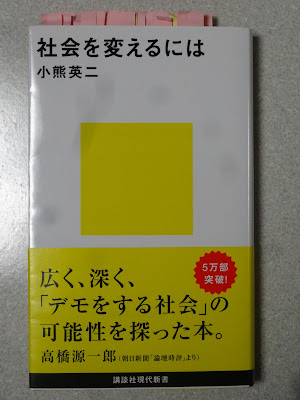 社会を変えるには
小熊英二
5万部
突破!
広く、深く、
「デモをする社会」の
可能性を探った本。
高橋源一郎(朝日新聞「論壇時評」より)
講談社現代新書